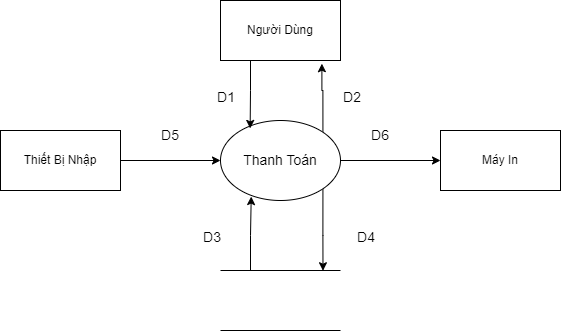 Người Dùng
D1
D2
Thiết Bị Nhập
D5
Thanh Toán
D6
Máy In
D3
D4